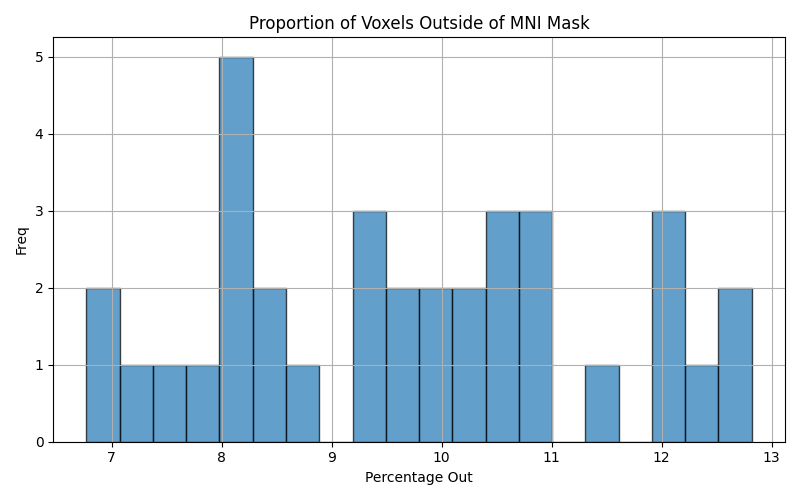 Proportion of Voxels Outside of MNI Mask
Freq
5
4
3
2
1
0
7 8 9 10 11 12 13
Percentage Out